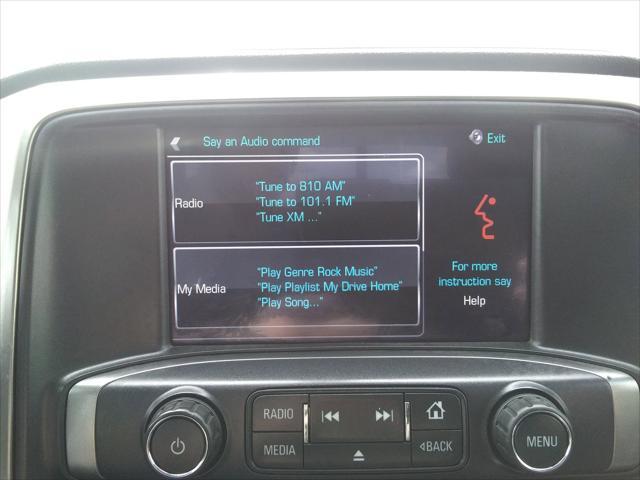 Say an Audio command
Exit
Radio
"Tune to 810 AM"
"Tune to 101.1 FM"
"Tune XM ..."
My Media
"Play Genre Rock Music"
"Play Playlist My Drive Home"
"Play Song..."
For more
instruction say
Help
RADIO
MEDIA
BACK
MENU